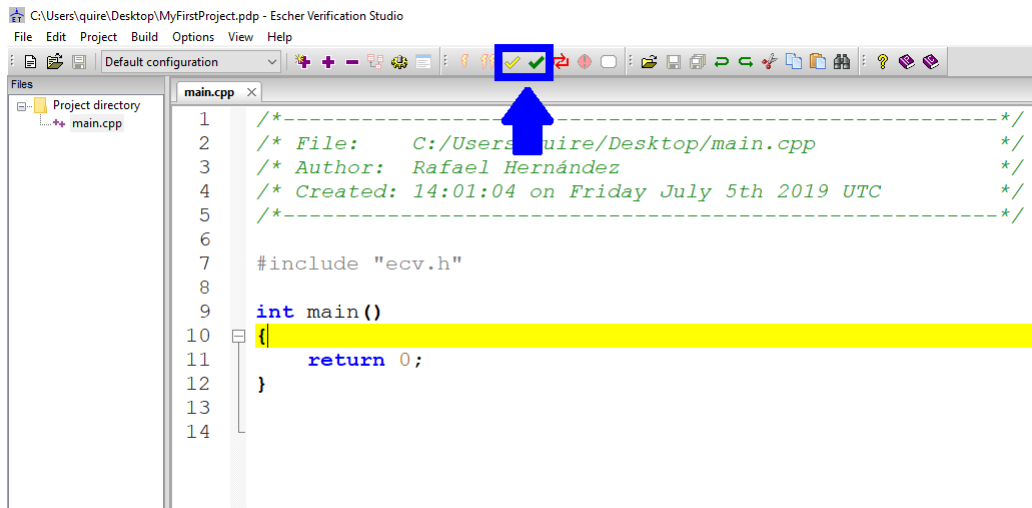 C:\Users\quire\Desktop\MyFirstProject.pdp - Escher Verification Studio
File Edit Project Build Options View Help
Default configuration
Files
main.cpp
Project directory
main.cpp
1 /*-------------------------------------------------------*/
2 /* File: C:/Users uire/Desktop/main.cpp */
3 /* Author: Rafael Hernández */
4 /* Created: 14:01:04 on Friday July 5th 2019 UTC */
5 /*-------------------------------------------------------*/
6
7 #include "ecv.h"
8
9 int main()
10 {
11 return 0;
12 }
13
14